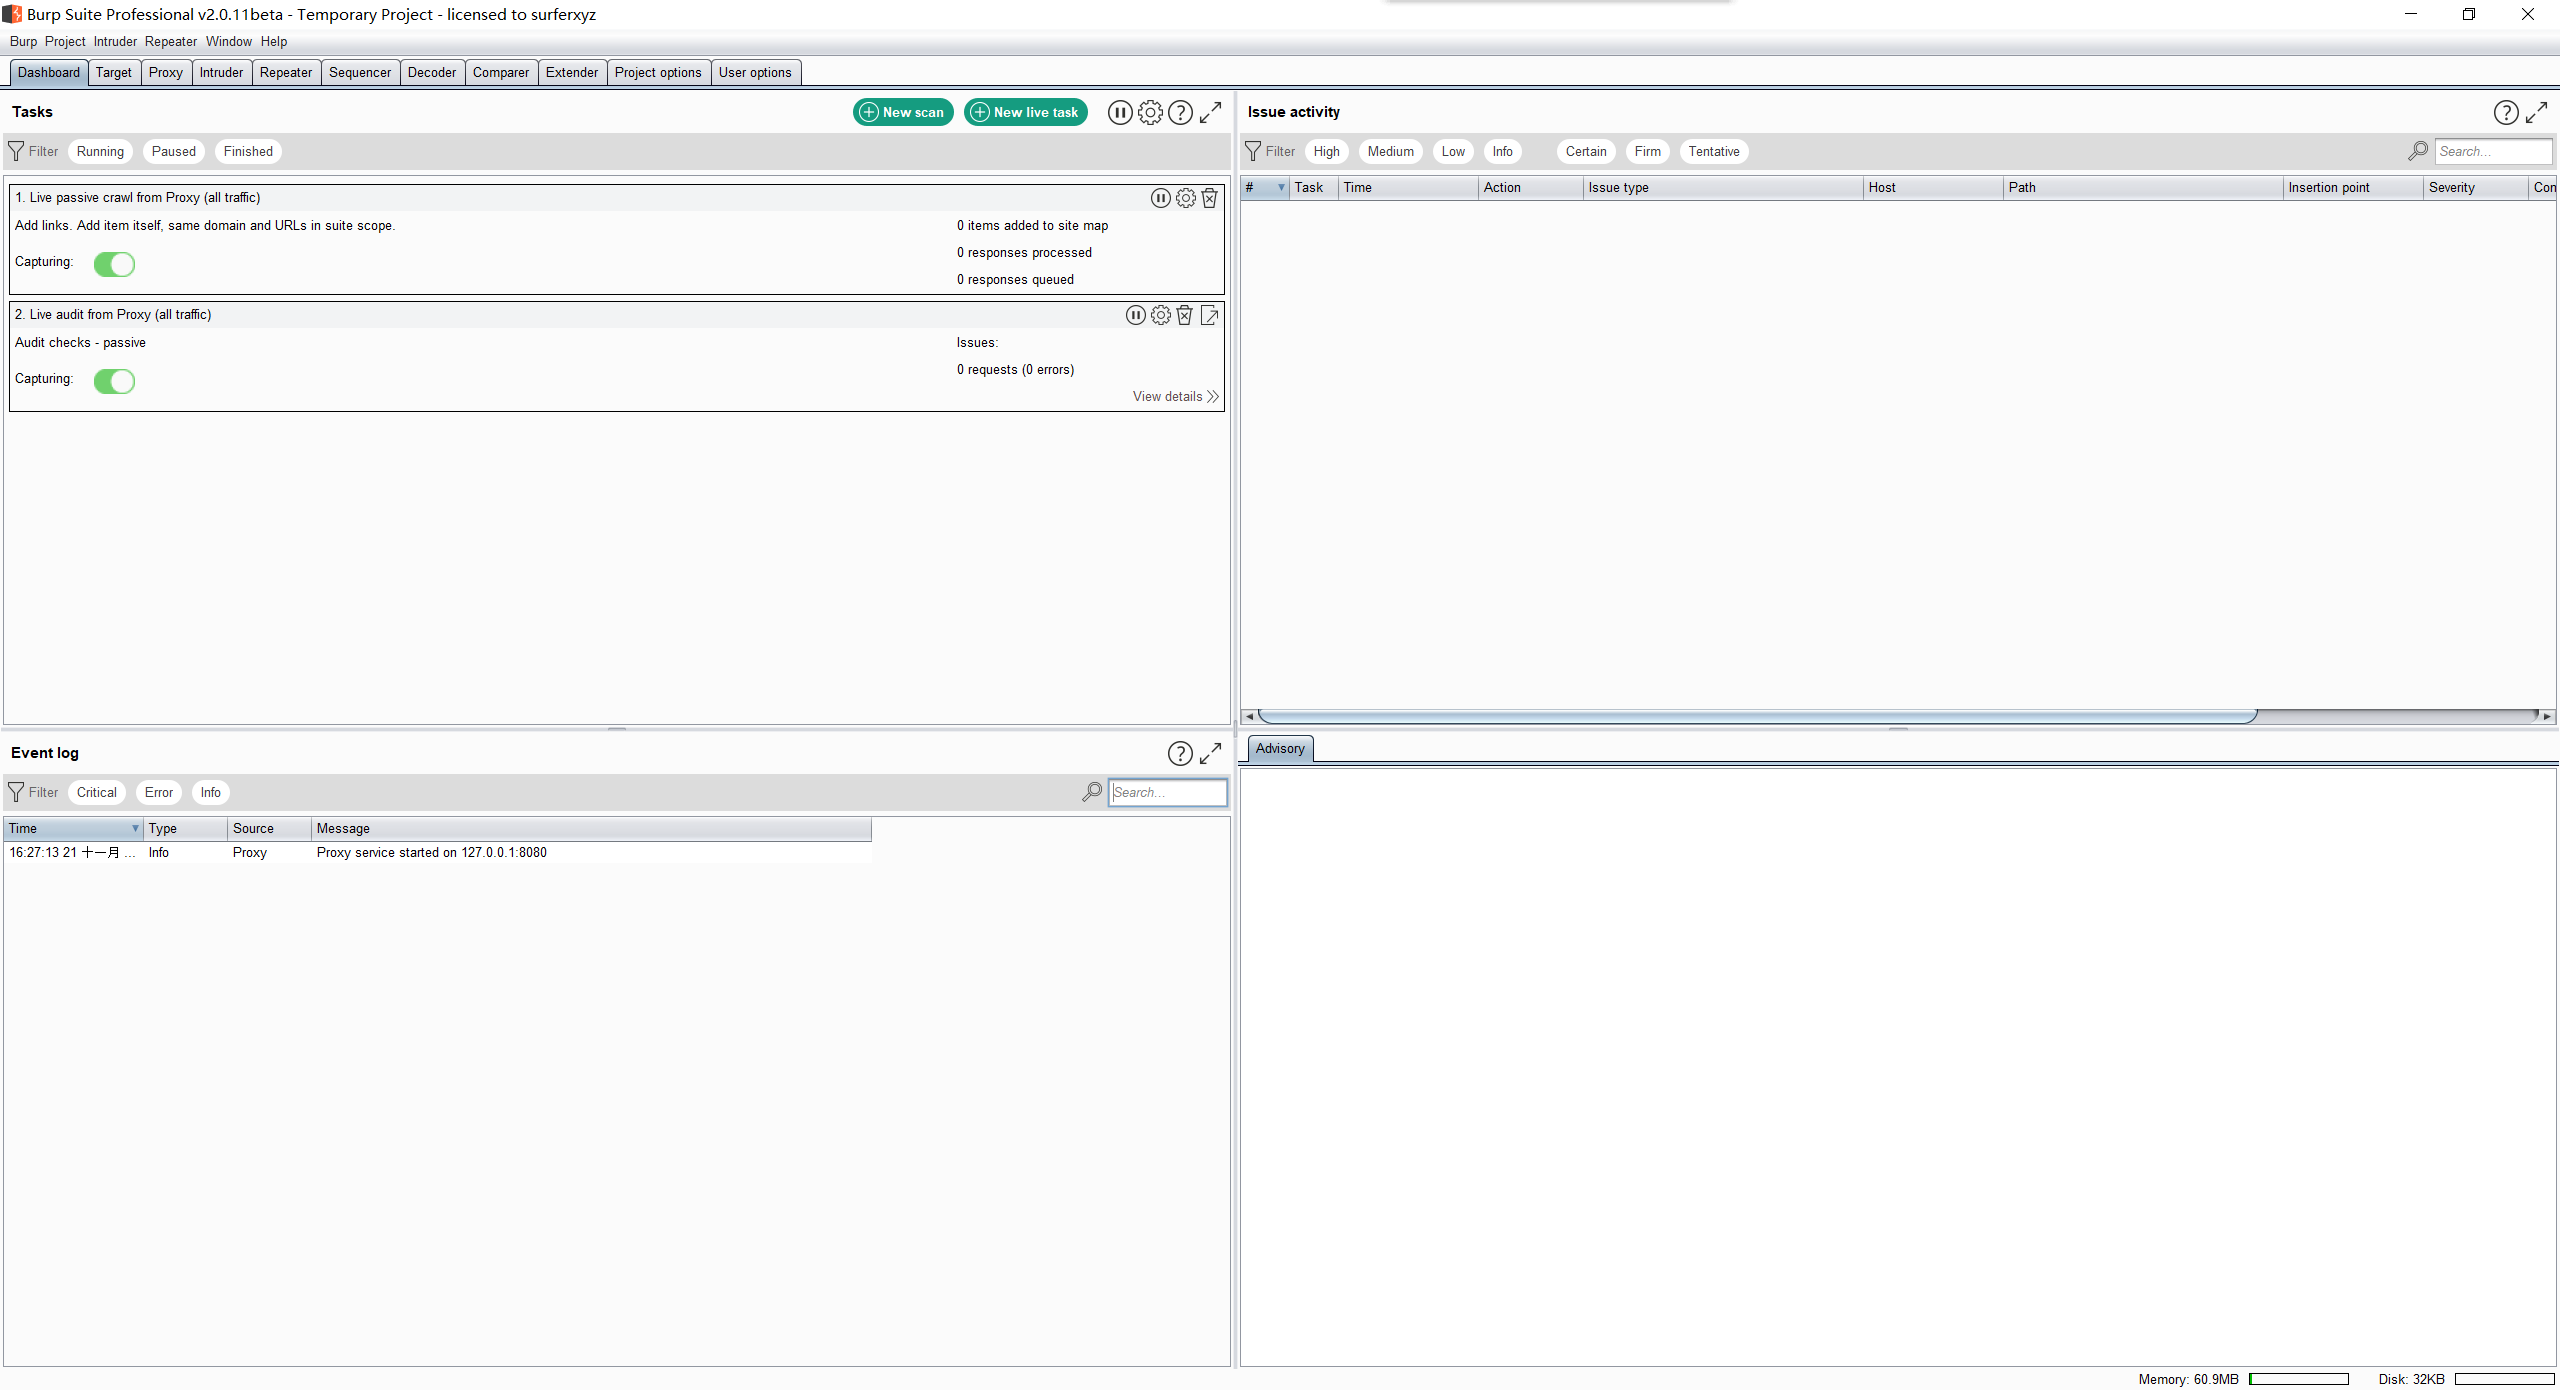 Burp Suite Professional v2.0.11beta - Temporary Project - licensed to surferxyz
Burp Project Intruder Repeater Window Help
Dashboard Target Proxy Intruder Repeater Sequencer Decoder Comparer Extender Project options User options
Tasks
New scan
New live task
Filter Running Paused Finished
1. Live passive crawl from Proxy (all traffic)
Add links. Add item itself, same domain and URLs in suite scope.
0 items added to site map
0 responses processed
Capturing:
0 responses queued
2. Live audit from Proxy (all traffic)
Audit checks - passive
Issues:
0 requests (0 errors)
Capturing:
View details
Issue activity
Filter High Medium Low Info Certain Firm Tentative
Search...
# Task Time Action Issue type Host Path Insertion point Severity Con
Event log
Filter Critical Error Info
Search...
Time Type Source Message
16:27:13 21 十一月 ... Info Proxy Proxy service started on 127.0.0.1:8080
Advisory
Memory: 60.9MB
Disk: 32KB